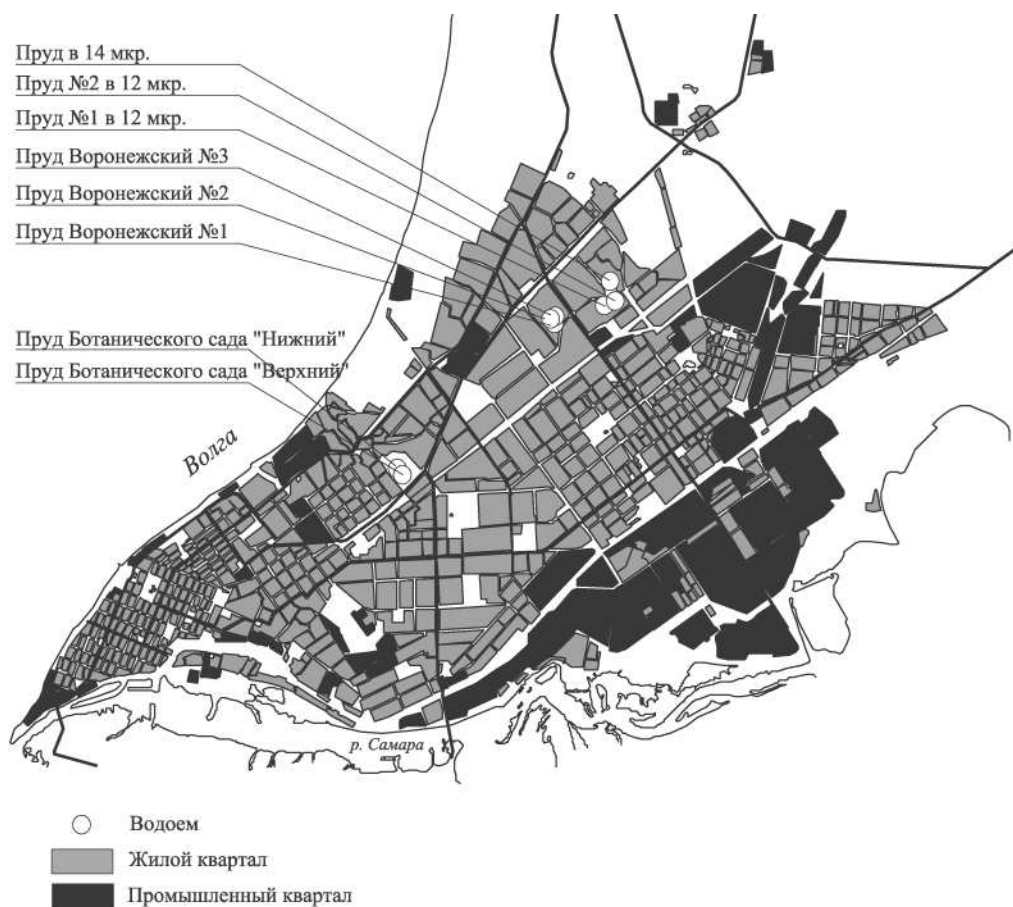 Пруд в 14 мкр.
Пруд №2 в 12 мкр.
Пруд №1 в 12 мкр.
Пруд Воронежский №3
Пруд Воронежский №2
Пруд Воронежский №1
Пруд Ботанического сада "Нижний"
Пруд Ботанического сада "Верхний"
Волга
р. Самара
Водоем
Жилой квартал
Промышленный квартал